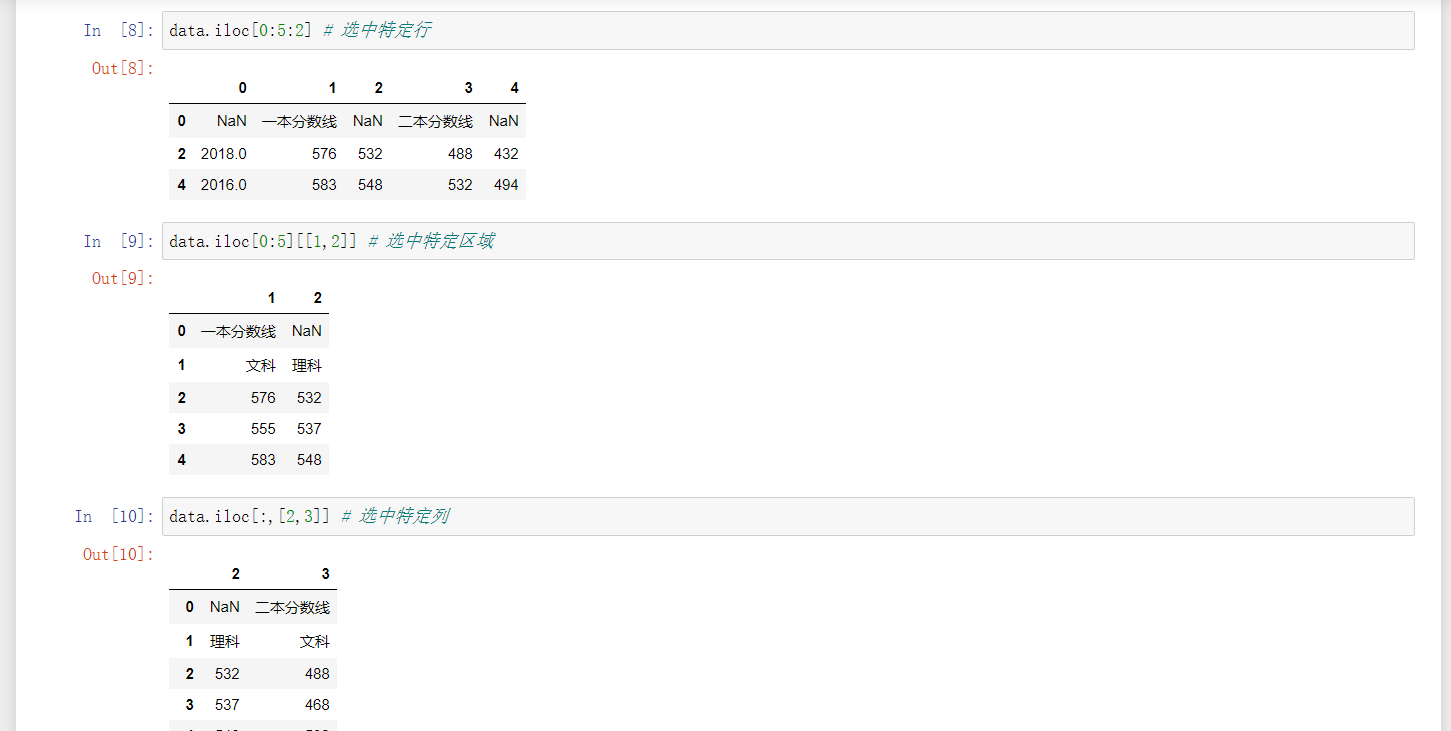 In [8]: data.iloc[0:5:2] # 选中特定行
Out[8]:
0 1 2 3 4
0 NaN 一本分数线 NaN 二本分数线 NaN
2 2018.0 576 532 488 432
4 2016.0 583 548 532 494
In [9]: data.iloc[0:5][[1,2]] # 选中特定区域
Out[9]:
1 2
0 一本分数线 NaN
1 文科 理科
2 576 532
3 555 537
4 583 548
In [10]: data.iloc[:,[2,3]] # 选中特定列
Out[10]:
2 3
0 NaN 二本分数线
1 理科 文科
2 532 488
3 537 468